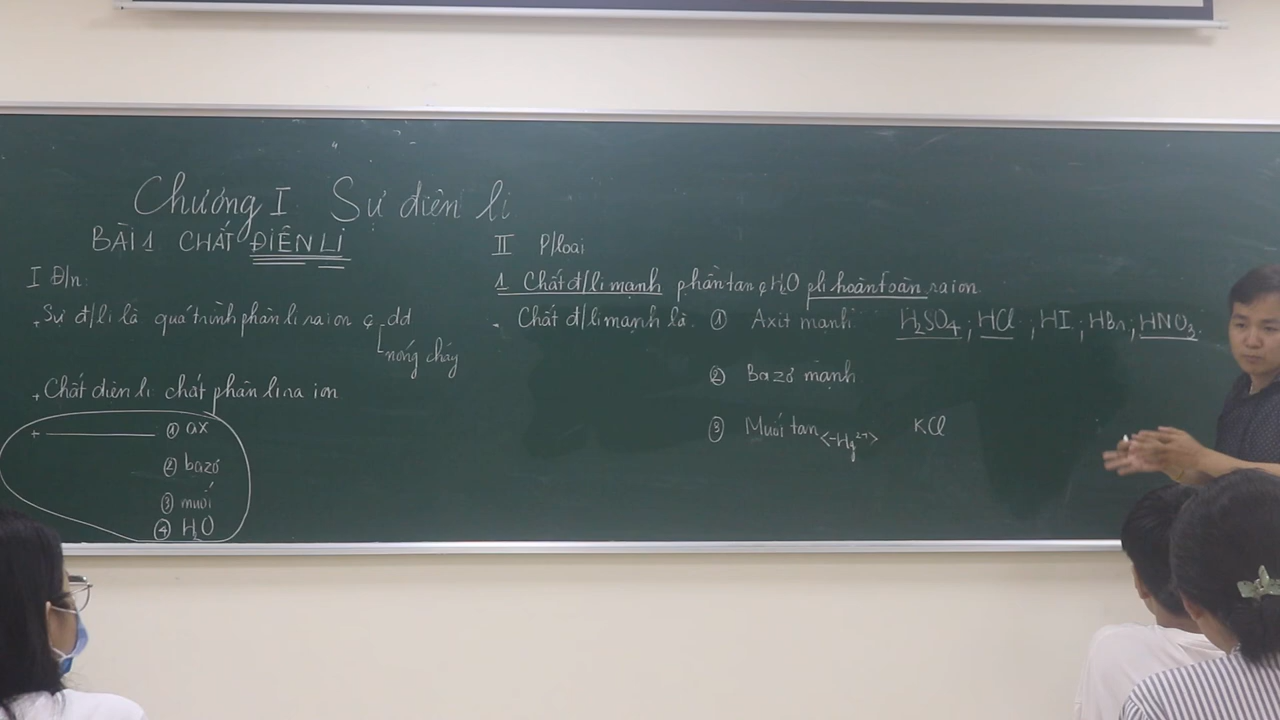 Chương I Sự điện li
BÀI 1 CHẤT ĐIỆN LI
I Đ/n:
+ Sự đ/li là quá trình phân li ra ion ç dd
nóng chảy
+ Chất điện li: chất phân li ra ion
+ ① ax
② bazơ
③ muối
④ H₂O
II P/loại
1 Chất đ/li mạnh phân tan ç H₂O pli hoàn toàn ra ion
- Chất đ/li mạnh là ① Axit mạnh H₂SO₄ ; HCl ; HI ; HBr ; HNO₃.
② Bazơ mạnh
③ Muối tan <-Hg²⁺> KCl